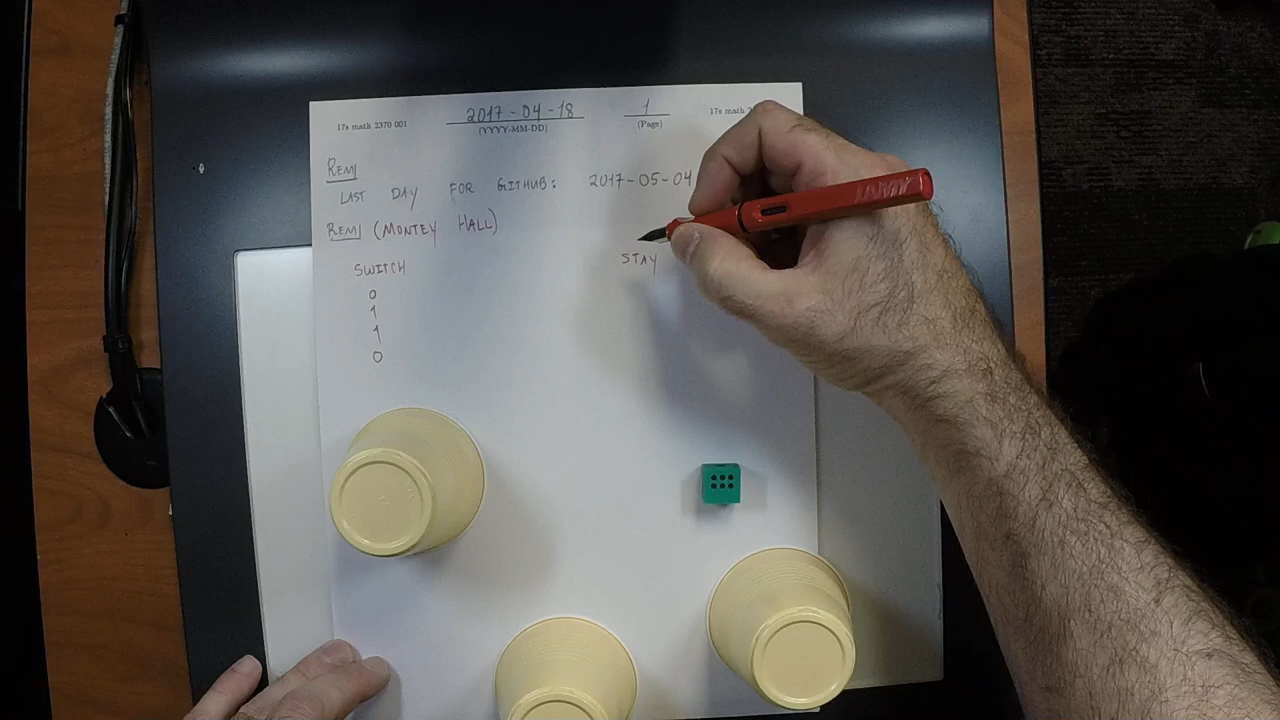 17s math 2370 001 2017-04-18 1 17s math 2
(YYYY-MM-DD) (Page)
REM
LAST DAY FOR GITHUB: 2017-05-04
REM (MONTEY HALL)
SWITCH STAY
0
1
1
0
LAMY